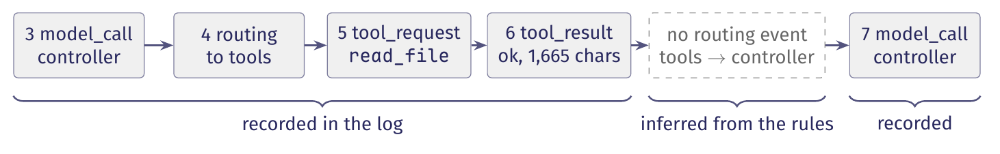 3 model_call
controller
4 routing
to tools
5 tool_request
read_file
6 tool_result
ok, 1,665 chars
no routing event
tools → controller
7 model_call
controller
recorded in the log
inferred from the rules
recorded